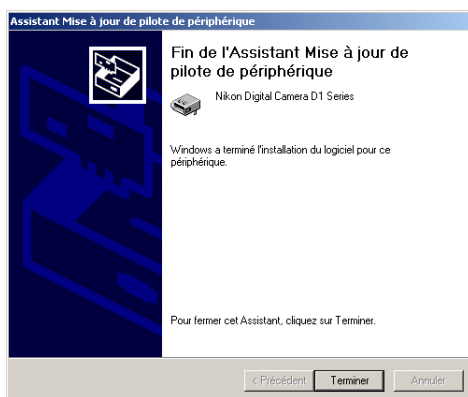 Assistant Mise à jour de pilote de périphérique
Fin de l'Assistant Mise à jour de
pilote de périphérique
Nikon Digital Camera D1 Series
Windows a terminé l'installation du logiciel pour ce
périphérique.
Pour fermer cet Assistant, cliquez sur Terminer.
< Précédent
Terminer
Annuler